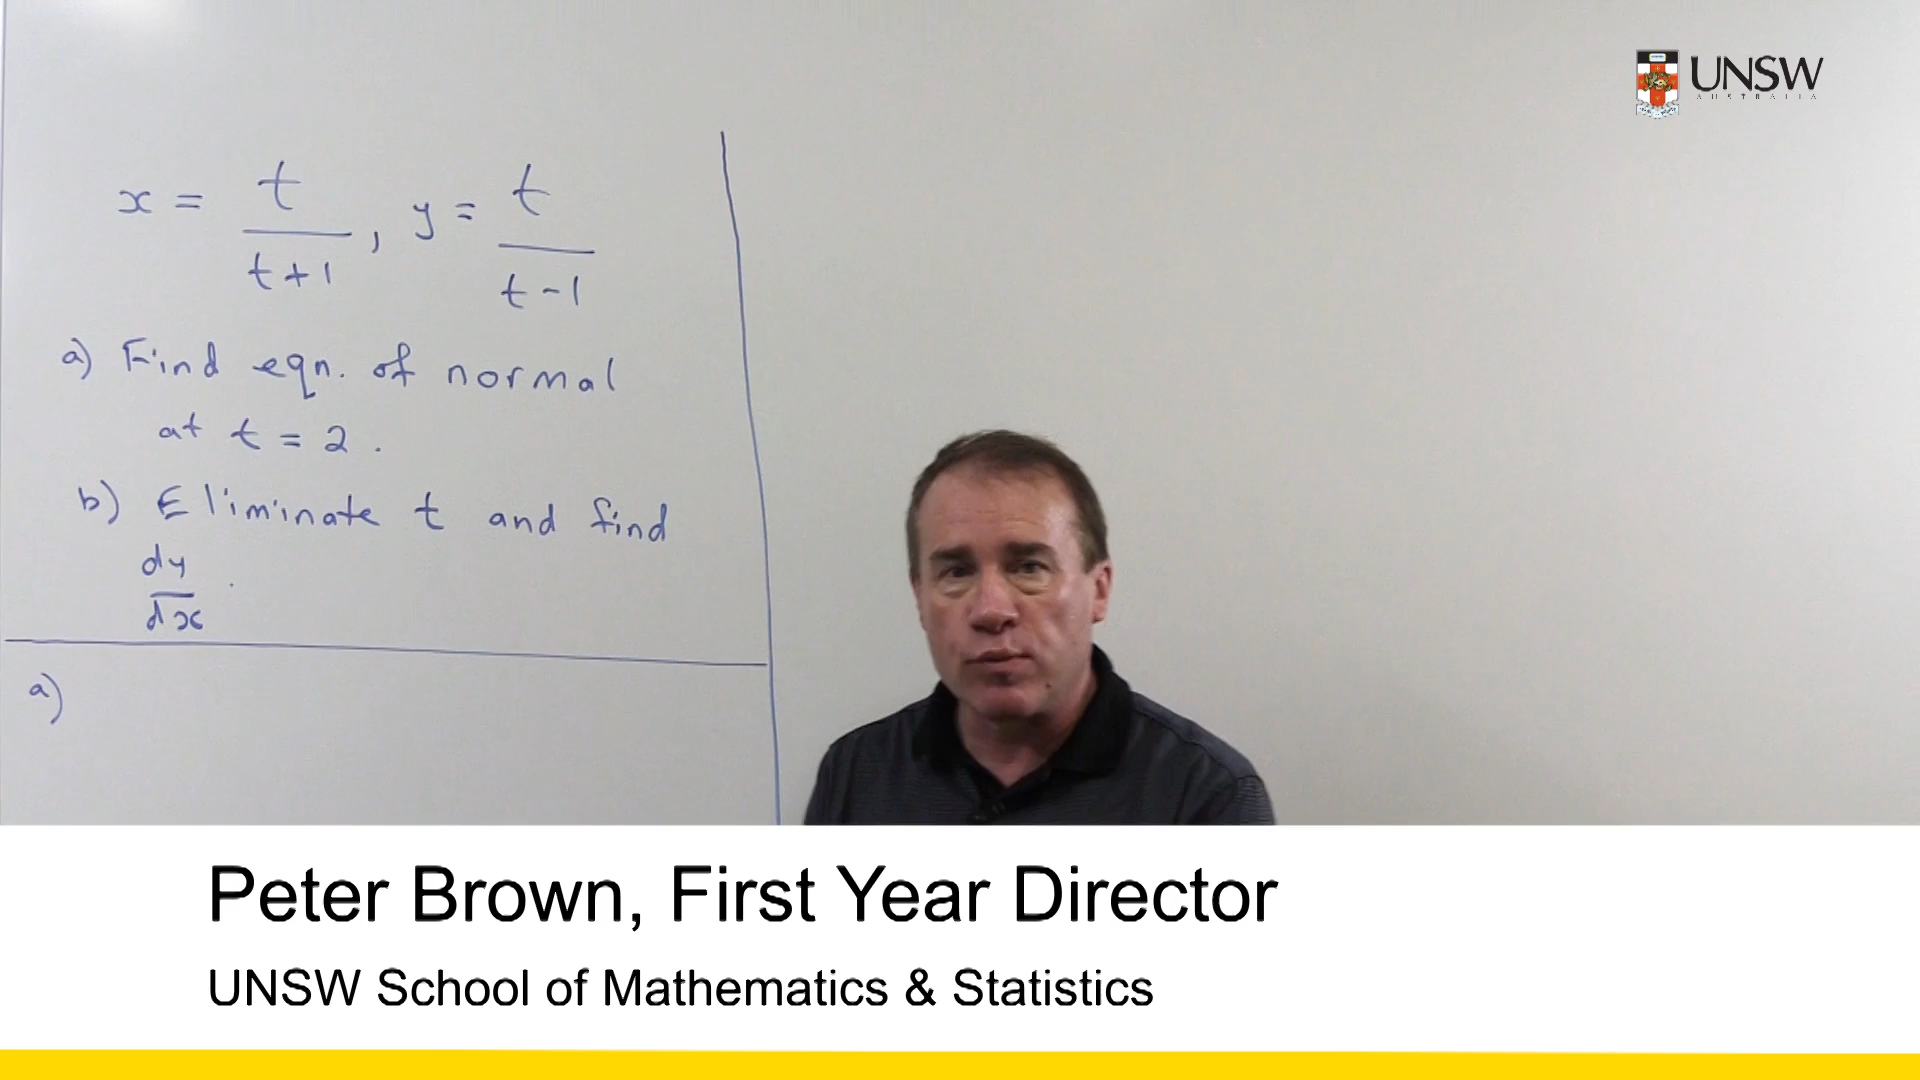 UNSW
AUSTRALIA
x = t/(t+1), y = t/(t-1)
a) Find eqn. of normal
at t = 2.
b) Eliminate t and find
dy/dx.
a)
Peter Brown, First Year Director
UNSW School of Mathematics & Statistics